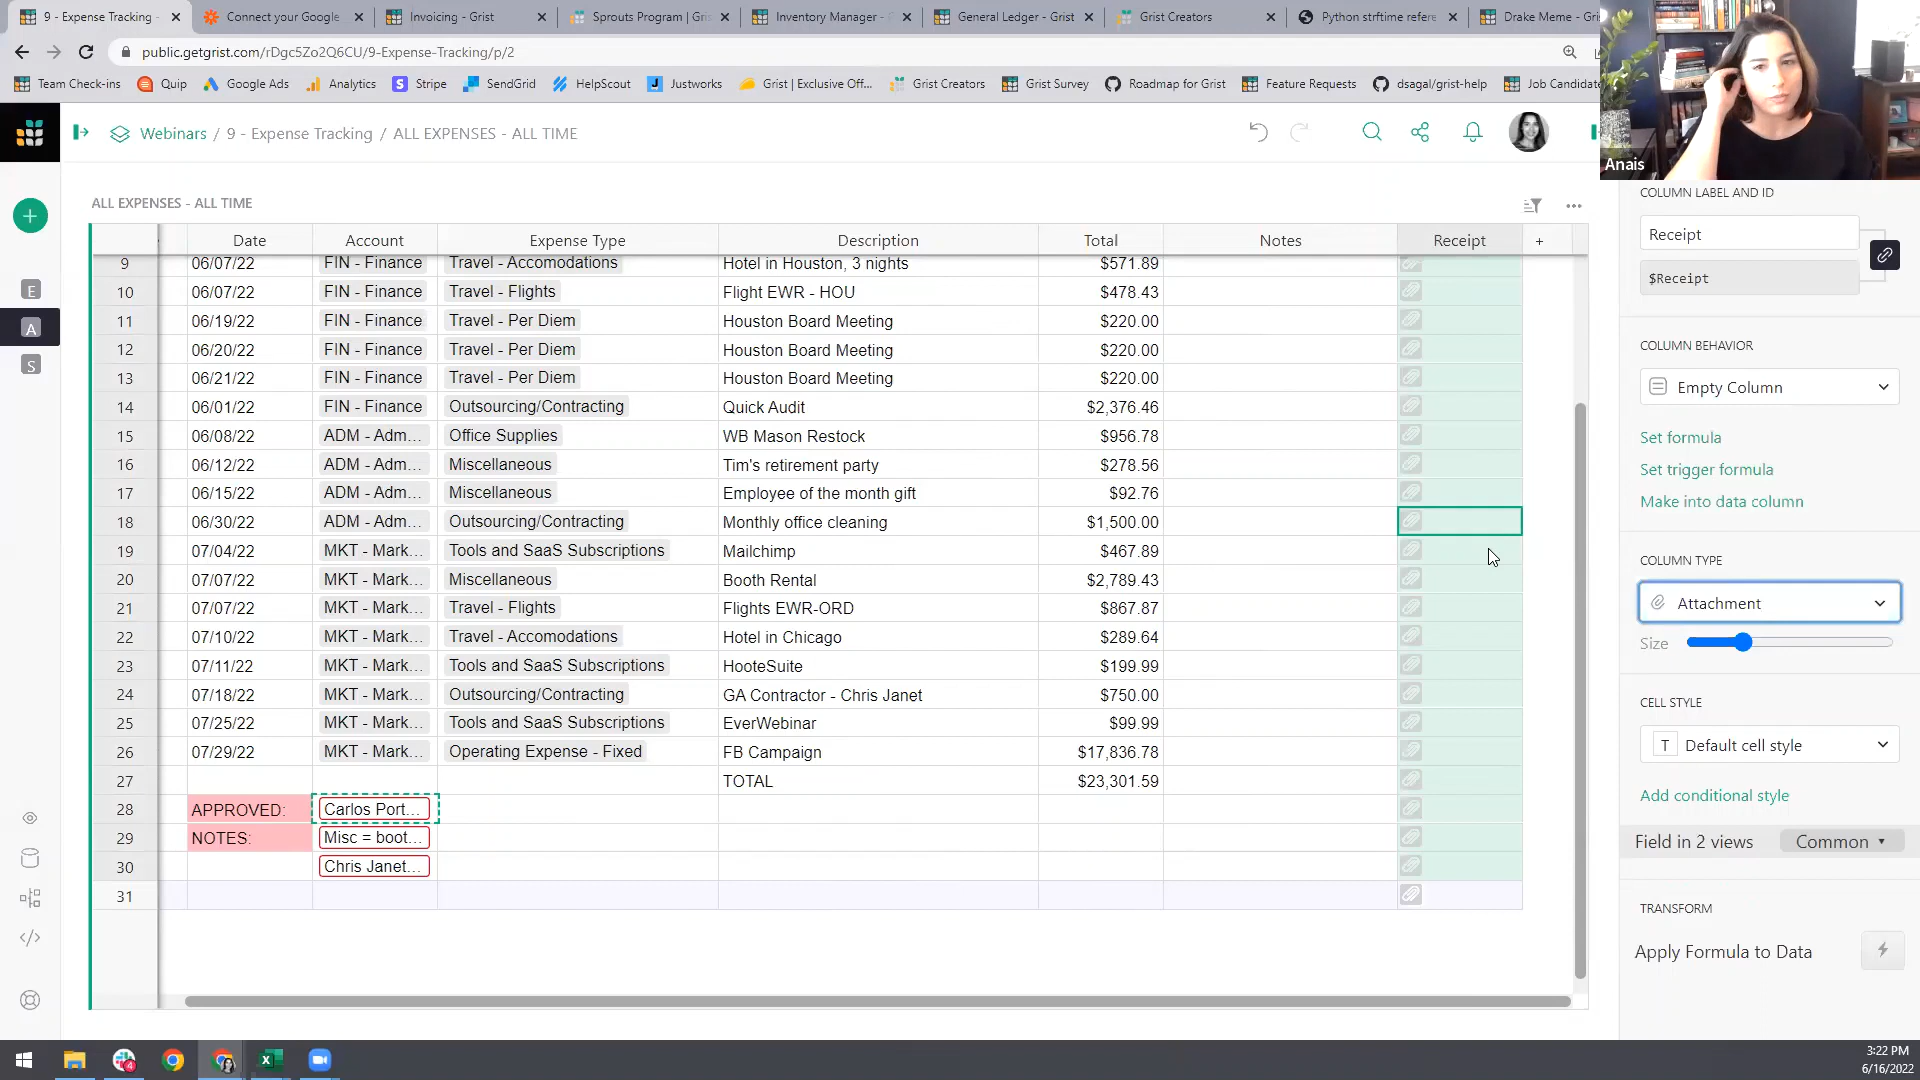 9 - Expense Tracking -
Connect your Google
Invoicing - Grist
Sprouts Program | Gris
Inventory Manager -
General Ledger - Grist
Grist Creators
Python strftime refere
Drake Meme - Gri
public.getgrist.com/rDgc5Zo2Q6CU/9-Expense-Tracking/p/2
Team Check-ins
Quip
Google Ads
Analytics
Stripe
SendGrid
HelpScout
Justworks
Grist | Exclusive Off...
Grist Creators
Grist Survey
Roadmap for Grist
Feature Requests
dsagal/grist-help
Job Candidate
Anais
Webinars / 9 - Expense Tracking / ALL EXPENSES - ALL TIME
E
A
S
ALL EXPENSES - ALL TIME
Date Account Expense Type Description Total Notes Receipt +
9 06/07/22 FIN - Finance Travel - Accomodations Hotel in Houston, 3 nights $571.89
10 06/07/22 FIN - Finance Travel - Flights Flight EWR - HOU $478.43
11 06/19/22 FIN - Finance Travel - Per Diem Houston Board Meeting $220.00
12 06/20/22 FIN - Finance Travel - Per Diem Houston Board Meeting $220.00
13 06/21/22 FIN - Finance Travel - Per Diem Houston Board Meeting $220.00
14 06/01/22 FIN - Finance Outsourcing/Contracting Quick Audit $2,376.46
15 06/08/22 ADM - Adm... Office Supplies WB Mason Restock $956.78
16 06/12/22 ADM - Adm... Miscellaneous Tim's retirement party $278.56
17 06/15/22 ADM - Adm... Miscellaneous Employee of the month gift $92.76
18 06/30/22 ADM - Adm... Outsourcing/Contracting Monthly office cleaning $1,500.00
19 07/04/22 MKT - Mark... Tools and SaaS Subscriptions Mailchimp $467.89
20 07/07/22 MKT - Mark... Miscellaneous Booth Rental $2,789.43
21 07/07/22 MKT - Mark... Travel - Flights Flights EWR-ORD $867.87
22 07/10/22 MKT - Mark... Travel - Accomodations Hotel in Chicago $289.64
23 07/11/22 MKT - Mark... Tools and SaaS Subscriptions HooteSuite $199.99
24 07/18/22 MKT - Mark... Outsourcing/Contracting GA Contractor - Chris Janet $750.00
25 07/25/22 MKT - Mark... Tools and SaaS Subscriptions EverWebinar $99.99
26 07/29/22 MKT - Mark... Operating Expense - Fixed FB Campaign $17,836.78
27 TOTAL $23,301.59
28 APPROVED: Carlos Port...
29 NOTES: Misc = boot...
30 Chris Janet...
31
COLUMN LABEL AND ID
Receipt
$Receipt
COLUMN BEHAVIOR
Empty Column
Set formula
Set trigger formula
Make into data column
COLUMN TYPE
Attachment
Size
CELL STYLE
T Default cell style
Add conditional style
Field in 2 views Common
TRANSFORM
Apply Formula to Data
4
3:22 PM
6/16/2022